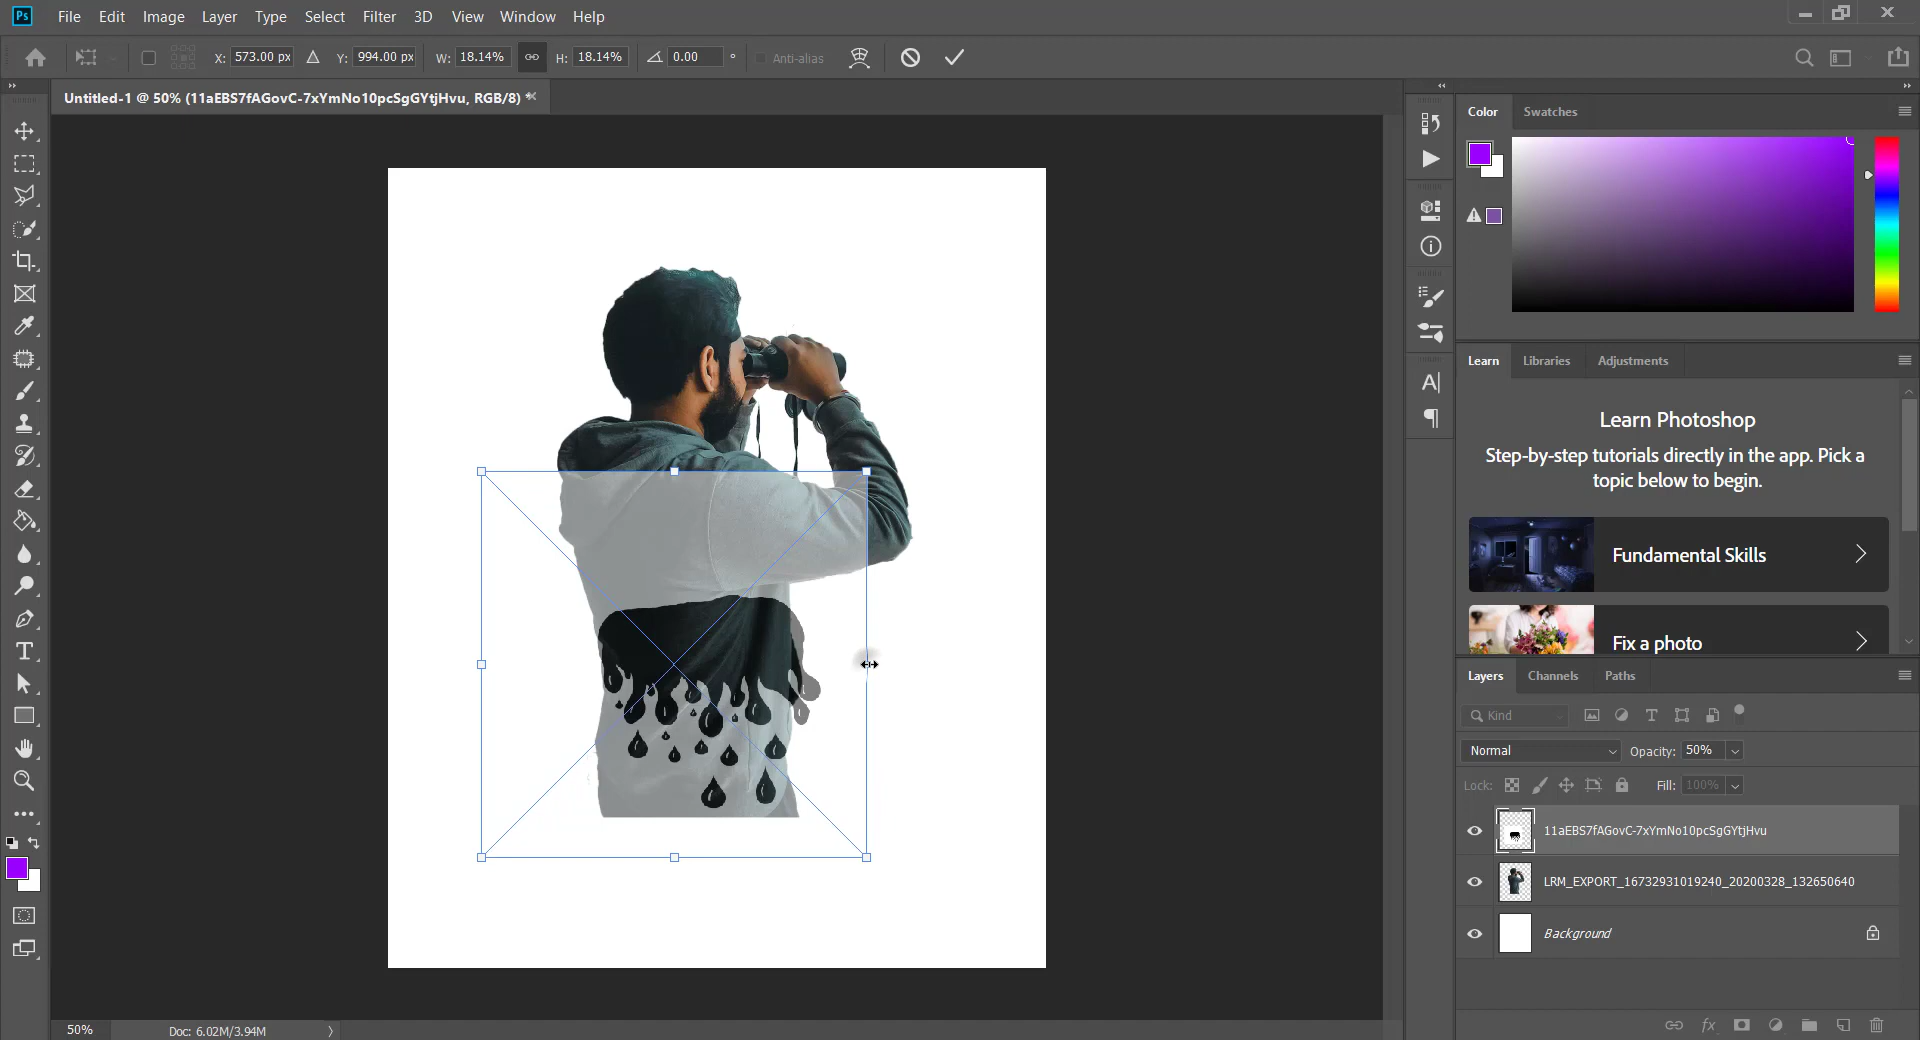 Ps File Edit Image Layer Type Select Filter 3D View Window Help
X: 573.00 px Y: 994.00 px W: 18.14% H: 18.14% 0.00 ° Anti-alias
Untitled-1 @ 50% (11aEBS7fAGovC-7xYmNo10pcSgGYtjHvu, RGB/8) *
Color Swatches
Learn Libraries Adjustments
Learn Photoshop
Step-by-step tutorials directly in the app. Pick a
topic below to begin.
Fundamental Skills
Fix a photo
Layers Channels Paths
Kind
Normal Opacity: 50%
Lock: Fill: 100%
11aEBS7fAGovC-7xYmNo10pcSgGYtjHvu
LRM_EXPORT_16732931019240_20200328_132650640
Background
50% Doc: 6.02M/3.94M